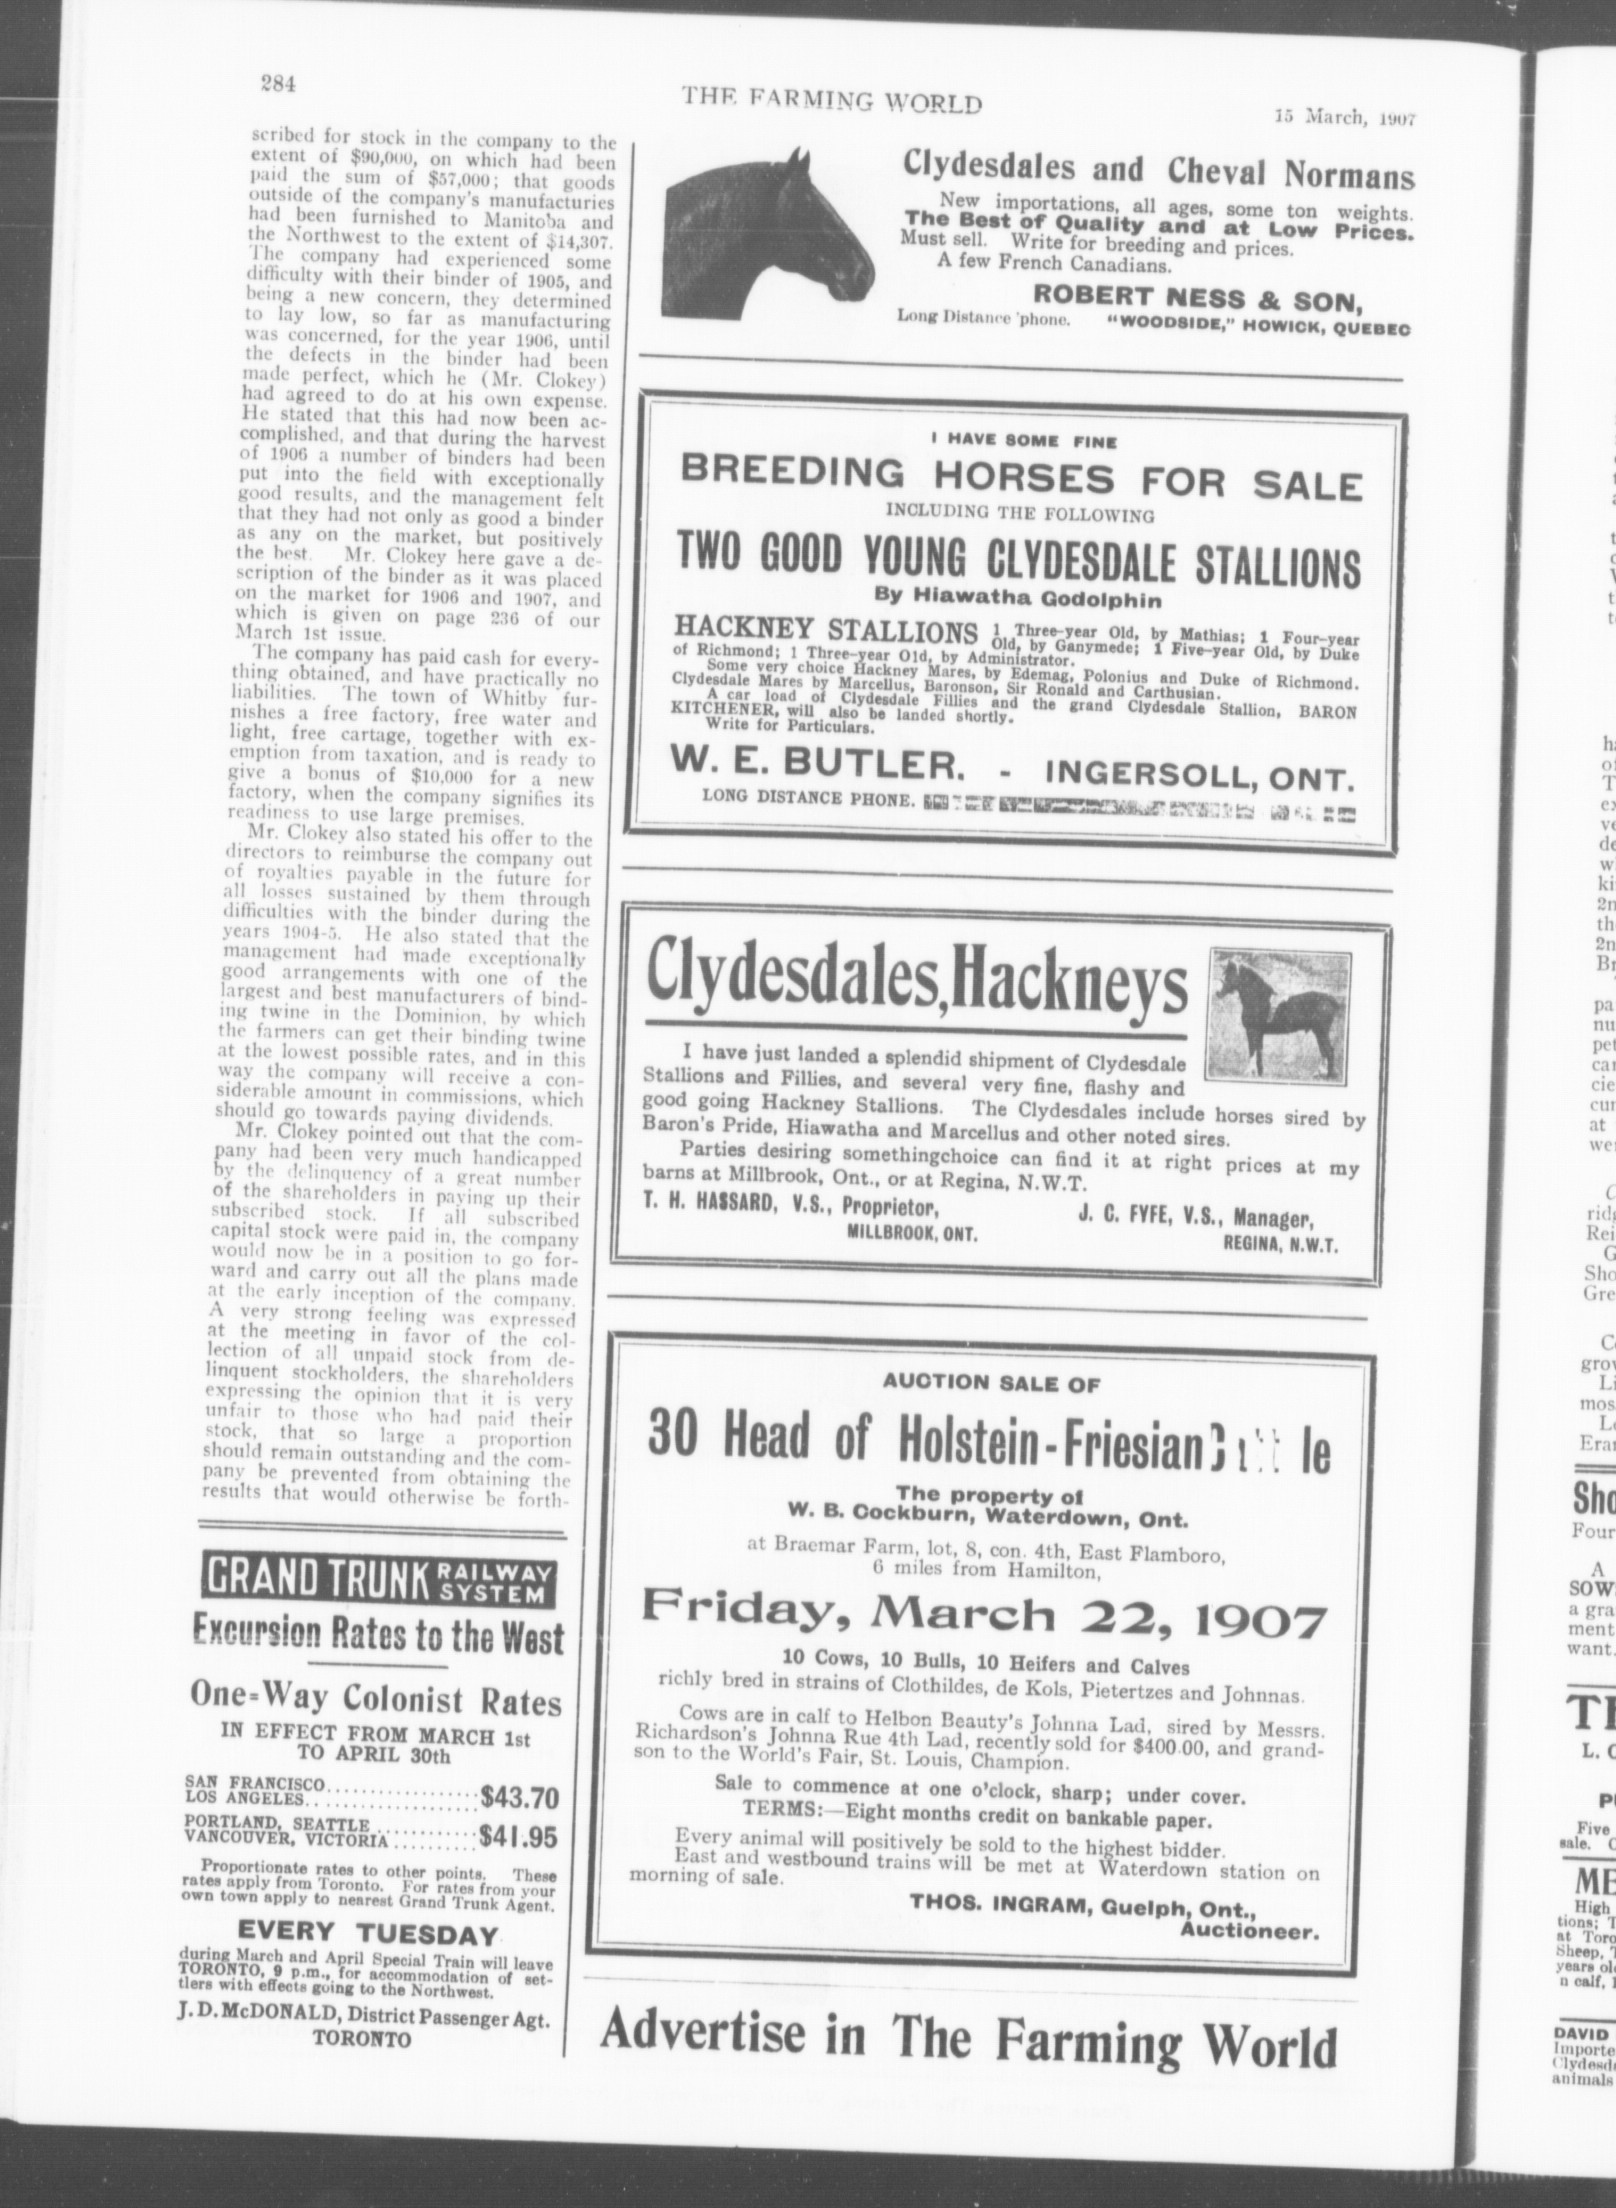 284
THE FARMING WORLD
15 March, 1907
scribed for stock in the company to the
extent of $90,000, on which had been
paid the sum of $57,000; that goods
outside of the company's manufacturies
had been furnished to Manitoba and
the Northwest to the extent of $14,307.
The company had experienced some
difficulty with their binder of 1905, and
being a new concern, they determined
to lay low, so far as manufacturing
was concerned, for the year 1906, until
the defects in the binder had been
made perfect, which he (Mr. Clokey)
had agreed to do at his own expense.
He stated that this had now been ac-
complished, and that during the harvest
of 1906 a number of binders had been
put into the field with exceptionally
good results, and the management felt
that they had not only as good a binder
as any on the market, but positively
the best. Mr. Clokey here gave a de-
scription of the binder as it was placed
on the market for 1906 and 1907, and
which is given on page 236 of our
March 1st issue.
The company has paid cash for every-
thing obtained, and have practically no
liabilities. The town of Whitby fur-
nishes a free factory, free water and
light, free cartage, together with ex-
emption from taxation, and is ready to
give a bonus of $10,000 for a new
factory, when the company signifies its
readiness to use large premises.
Mr. Clokey also stated his offer to the
directors to reimburse the company out
of royalties payable in the future for
all losses sustained by them through
difficulties with the binder during the
years 1904-5. He also stated that the
management had made exceptionally
good arrangements with one of the
largest and best manufacturers of bind-
ing twine in the Dominion, by which
the farmers can get their binding twine
at the lowest possible rates, and in this
way the company will receive a con-
siderable amount in commissions, which
should go towards paying dividends.
Mr. Clokey pointed out that the com-
pany had been very much handicapped
by the delinquency of a great number
of the shareholders in paying up their
subscribed stock. If all subscribed
capital stock were paid in, the company
would now be in a position to go for-
ward and carry out all the plans made
at the early inception of the company.
A very strong feeling was expressed
at the meeting in favor of the col-
lection of all unpaid stock from de-
linquent stockholders, the shareholders
expressing the opinion that it is very
unfair to those who had paid their
stock, that so large a proportion
should remain outstanding and the com-
pany be prevented from obtaining the
results that would otherwise be forth-
GRAND TRUNK RAILWAY SYSTEM
Excursion Rates to the West
One-Way Colonist Rates
IN EFFECT FROM MARCH 1st
TO APRIL 30th
SAN FRANCISCO
LOS ANGELES $43.70
PORTLAND, SEATTLE
VANCOUVER, VICTORIA $41.95
Proportionate rates to other points. These
rates apply from Toronto. For rates from your
own town apply to nearest Grand Trunk Agent.
EVERY TUESDAY
during March and April Special Train will leave
TORONTO, 9 p.m., for accommodation of set-
tlers with effects going to the Northwest.
J. D. McDONALD, District Passenger Agt.
TORONTO
Clydesdales and Cheval Normans
New importations, all ages, some ton weights.
The Best of Quality and at Low Prices.
Must sell. Write for breeding and prices.
A few French Canadians.
ROBERT NESS & SON,
Long Distance 'phone. "WOODSIDE," HOWICK, QUEBEC
I HAVE SOME FINE
BREEDING HORSES FOR SALE
INCLUDING THE FOLLOWING
TWO GOOD YOUNG CLYDESDALE STALLIONS
By Hiawatha Godolphin
HACKNEY STALLIONS 1 Three-year Old, by Mathias; 1 Four-year
Old, by Ganymede; 1 Five-year Old, by Duke
of Richmond; 1 Three-year Old, by Administrator.
Some very choice Hackney Mares, by Edemag, Polonius and Duke of Richmond.
Clydesdale Mares by Marcellus, Baronson, Sir Ronald and Carthusian.
A car load of Clydesdale Fillies and the grand Clydesdale Stallion, BARON
KITCHENER, will also be landed shortly.
Write for Particulars.
W. E. BUTLER. - INGERSOLL, ONT.
LONG DISTANCE PHONE.
Clydesdales, Hackneys
I have just landed a splendid shipment of Clydesdale
Stallions and Fillies, and several very fine, flashy and
good going Hackney Stallions. The Clydesdales include horses sired by
Baron's Pride, Hiawatha and Marcellus and other noted sires.
Parties desiring somethingchoice can find it at right prices at my
barns at Millbrook, Ont., or at Regina, N.W.T.
T. H. HASSARD, V.S., Proprietor,
MILLBROOK, ONT.
J. C. FYFE, V.S., Manager,
REGINA, N.W.T.
AUCTION SALE OF
30 Head of Holstein-Friesian
The property of
W. B. Cockburn, Waterdown, Ont.
at Braemar Farm, lot, 8, con. 4th, East Flamboro,
6 miles from Hamilton,
Friday, March 22, 1907
10 Cows, 10 Bulls, 10 Heifers and Calves
richly bred in strains of Clothildes, de Kols, Pietertzes and Johnnas.
Cows are in calf to Helbon Beauty's Johnna Lad, sired by Messrs.
Richardson's Johnna Rue 4th Lad, recently sold for $400.00, and grand-
son to the World's Fair, St. Louis, Champion.
Sale to commence at one o'clock, sharp; under cover.
TERMS:—Eight months credit on bankable paper.
Every animal will positively be sold to the highest bidder.
East and westbound trains will be met at Waterdown station on
morning of sale.
THOS. INGRAM, Guelph, Ont.,
Auctioneer.
Advertise in The Farming World